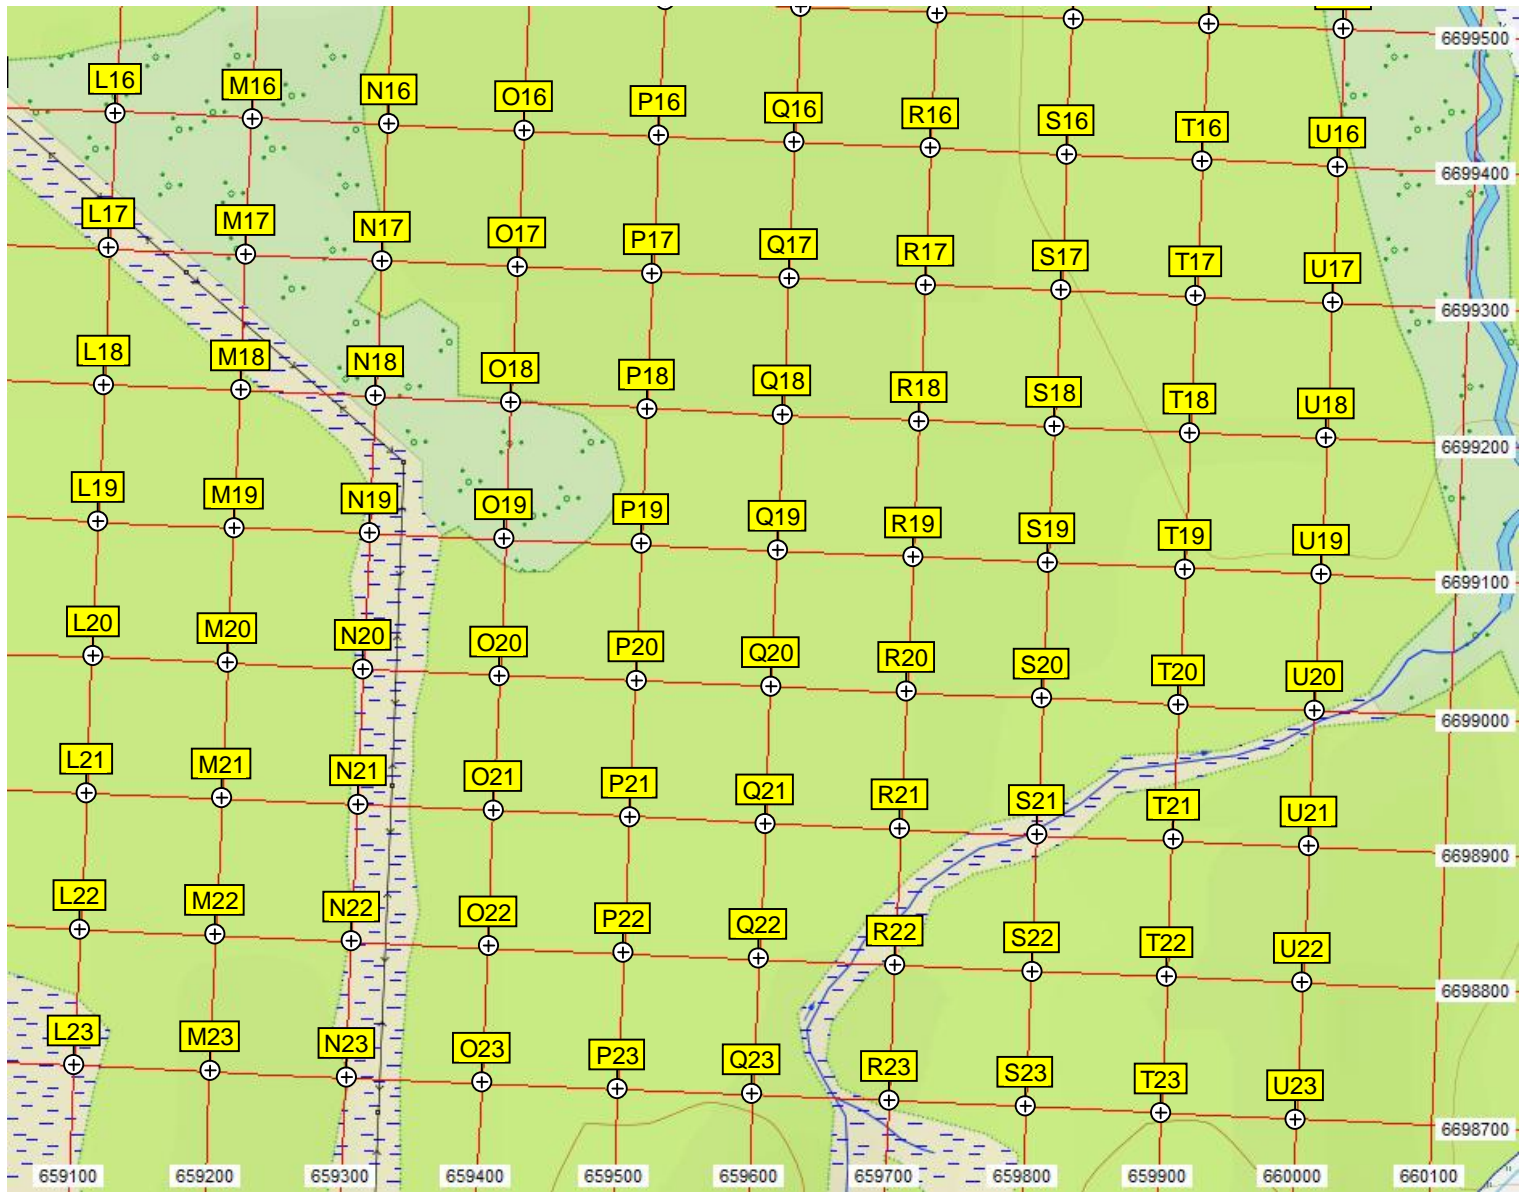 6699500
L16 M16 N16 O16 P16 Q16 R16 S16 T16 U16
6699400
L17 M17 N17 O17 P17 Q17 R17 S17 T17 U17
6699300
L18 M18 N18 O18 P18 Q18 R18 S18 T18 U18
6699200
L19 M19 N19 O19 P19 Q19 R19 S19 T19 U19
6699100
L20 M20 N20 O20 P20 Q20 R20 S20 T20 U20
6699000
L21 M21 N21 O21 P21 Q21 R21 S21 T21 U21
6698900
L22 M22 N22 O22 P22 Q22 R22 S22 T22 U22
6698800
L23 M23 N23 O23 P23 Q23 R23 S23 T23 U23
6698700
659100 659200 659300 659400 659500 659600 659700 659800 659900 660000 660100